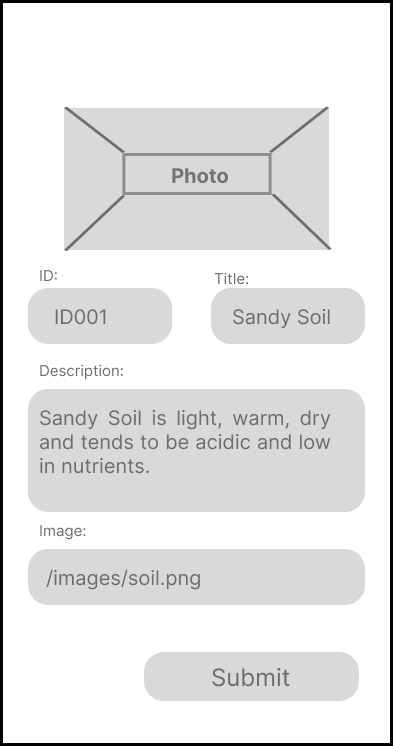 Photo
ID:
Title:
ID001
Sandy Soil
Description:
Sandy Soil is light, warm, dry
and tends to be acidic and low
in nutrients.
Image:
/images/soil.png
Submit